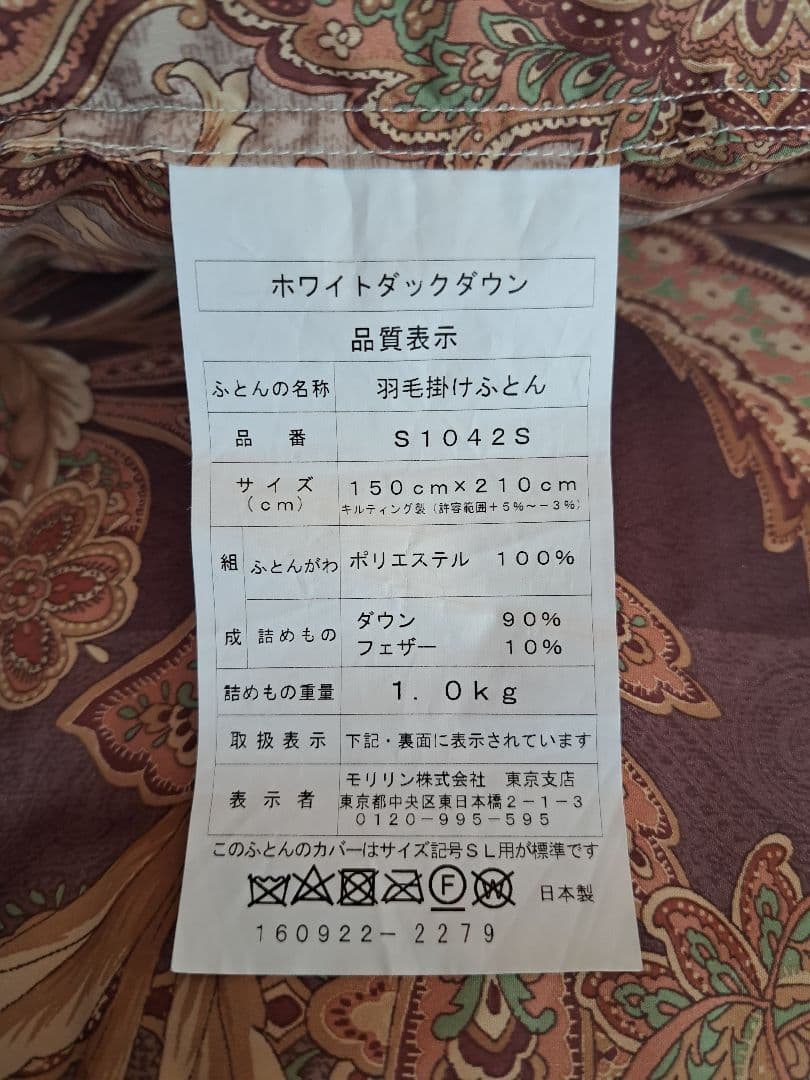 ホワイトダックダウン
品質表示
ふとんの名称 羽毛掛けふとん
品番 S1042S
サイズ(cm) 150cm×210cm
キルティング製(許容範囲+5%~-3%)
組成 ふとんがわ ポリエステル 100%
詰めもの ダウン 90%
フェザー 10%
詰めもの重量 1.0kg
取扱表示 下記・裏面に表示されています
表示者 モリリン株式会社 東京支店
東京都中央区東日本橋2-1-3
0120-995-595
このふとんのカバーはサイズ記号SL用が標準です
F W 日本製
160922-2279